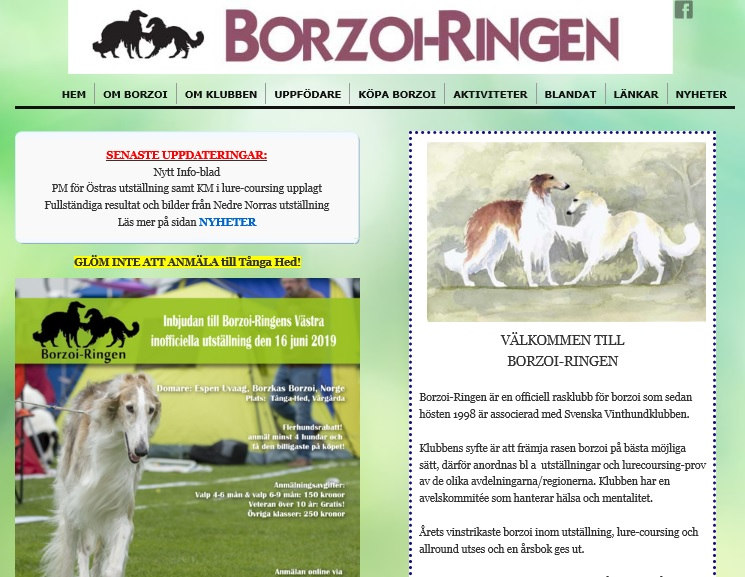 BORZOI-RINGEN
HEM
OM BORZOI
OM KLUBBEN
UPPFÖDARE
KÖPA BORZOI
AKTIVITETER
BLANDAT
LÄNKAR
NYHETER
SENASTE UPPDATERINGAR:
Nytt Info-blad
PM för Östras utställning samt KM i lure-coursing upplagt
Fullständiga resultat och bilder från Nedre Norras utställning
Läs mer på sidan NYHETER
GLÖM INTE ATT ANMÄLA till Tånga Hed!
Borzoi-Ringen
Inbjudan till Borzoi-Ringens Västra
inofficiella utställning den 16 juni 2019
Domare: Espen Uvaag, Borzkas Borzoi, Norge
Plats: Tånga-Hed, Vårgårda
Flerhundsrabatt!
anmäl minst 4 hundar och
få den billigaste på köpet!
Anmälningsavgifter:
Valp 4-6 mån & valp 6-9 mån: 150 kronor
Veteran över 10 år: Gratis!
Övriga klasser: 250 kronor
Anmälan online via
VÄLKOMMEN TILL
BORZOI-RINGEN
Borzoi-Ringen är en officiell rasklubb för borzoi som sedan
hösten 1998 är associerad med Svenska Vinthundklubben.
Klubbens syfte är att främja rasen borzoi på bästa möjliga
sätt, därför anordnas bl a utställningar och lurecoursing-prov
av de olika avdelningarna/regionerna. Klubben har en
avelskommitée som hanterar hälsa och mentalitet.
Årets vinstrikaste borzoi inom utställning, lure-coursing och
allround utses och en årsbok ges ut.